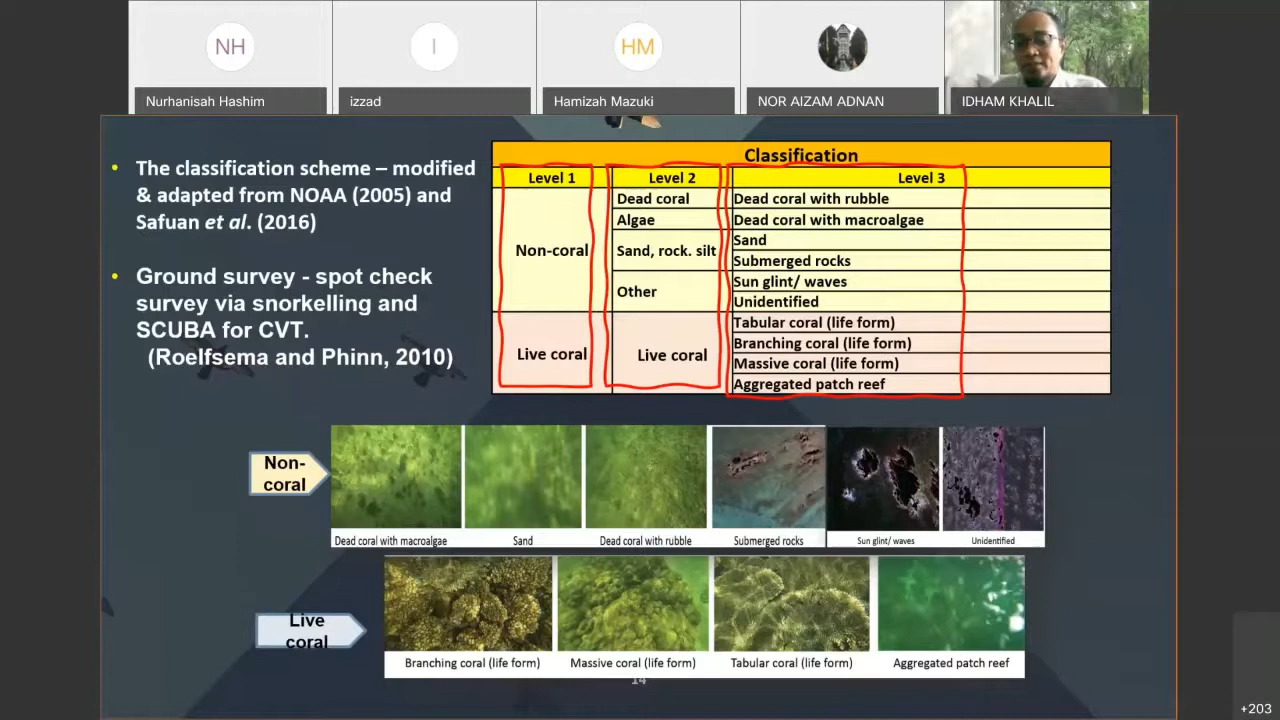 NH
I
HM
Nurhanisah Hashim
izzad
Hamizah Mazuki
NOR AIZAM ADNAN
IDHAM KHALIL
• The classification scheme – modified
& adapted from NOAA (2005) and
Safuan et al. (2016)
• Ground survey - spot check
survey via snorkelling and
SCUBA for CVT.
(Roelfsema and Phinn, 2010)
Classification
Level 1 Level 2 Level 3
Non-coral
Dead coral
Dead coral with rubble
Algae
Dead coral with macroalgae
Sand, rock. silt
Sand
Submerged rocks
Other
Sun glint/ waves
Unidentified
Live coral
Live coral
Tabular coral (life form)
Branching coral (life form)
Massive coral (life form)
Aggregated patch reef
Non-
coral
Dead coral with macroalgae
Sand
Dead coral with rubble
Submerged rocks
Sun glint/ waves
Unidentified
Live
coral
Branching coral (life form)
Massive coral (life form)
Tabular coral (life form)
Aggregated patch reef
14
+203